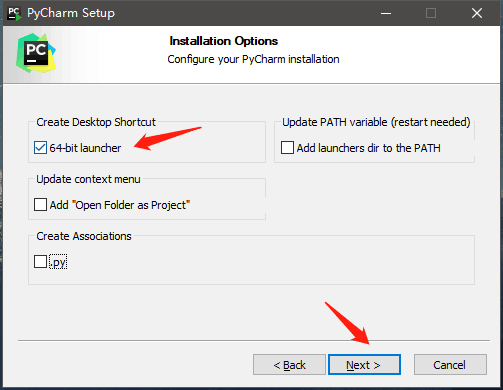 PC PyCharm Setup
PC
Installation Options
Configure your PyCharm installation
Create Desktop Shortcut
64-bit launcher
Update PATH variable (restart needed)
Add launchers dir to the PATH
Update context menu
Add "Open Folder as Project"
Create Associations
.py
< Back
Next >
Cancel